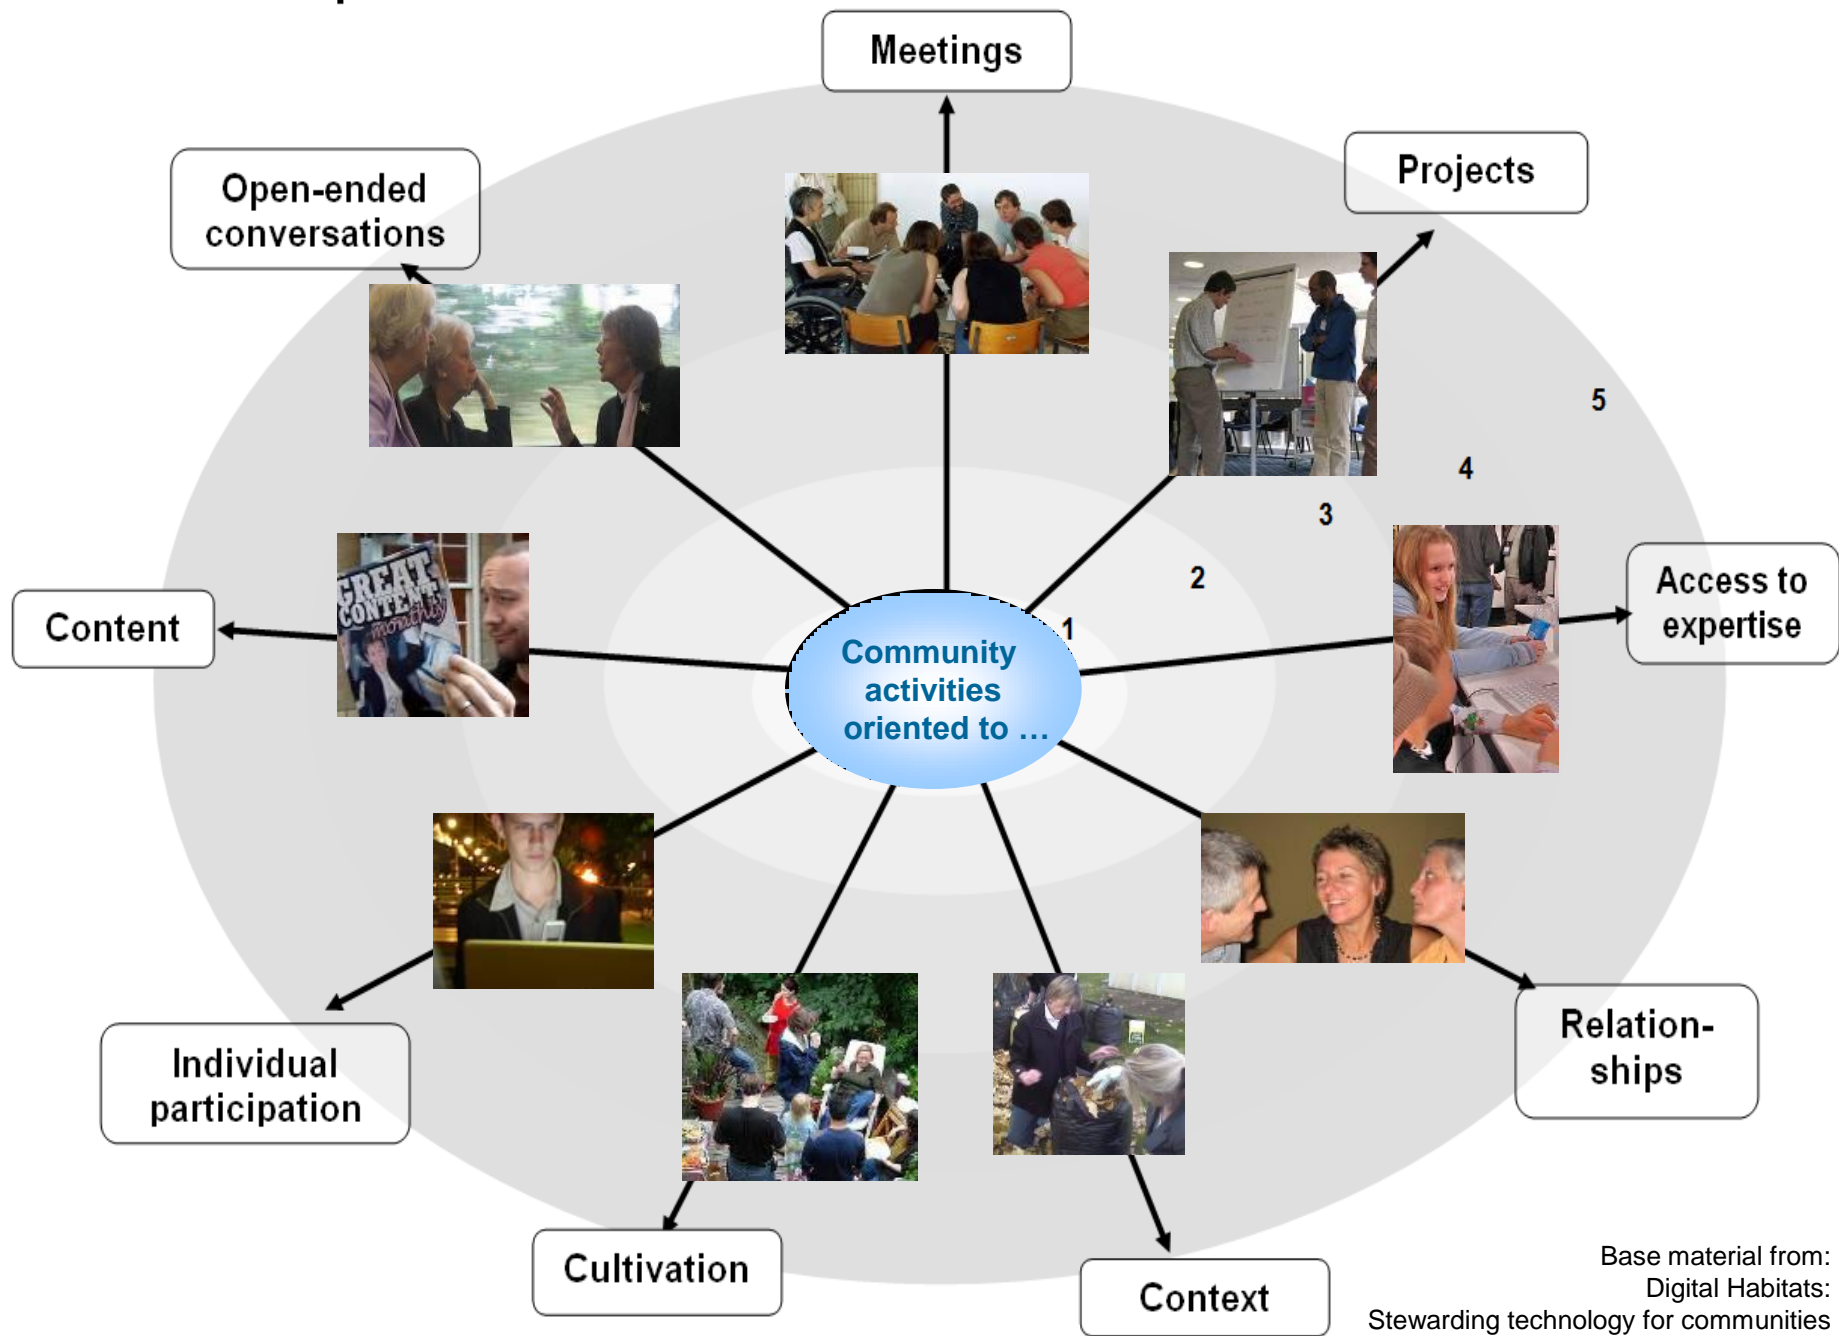 Meetings
Projects
Open-ended
conversations
5
4
3
Access to
expertise
2
GREAT
CONTENT!
monthly
Content
1
Community
activities
oriented to …
Relation-
ships
Individual
participation
Cultivation
Context
Base material from:
Digital Habitats:
Stewarding technology for communities